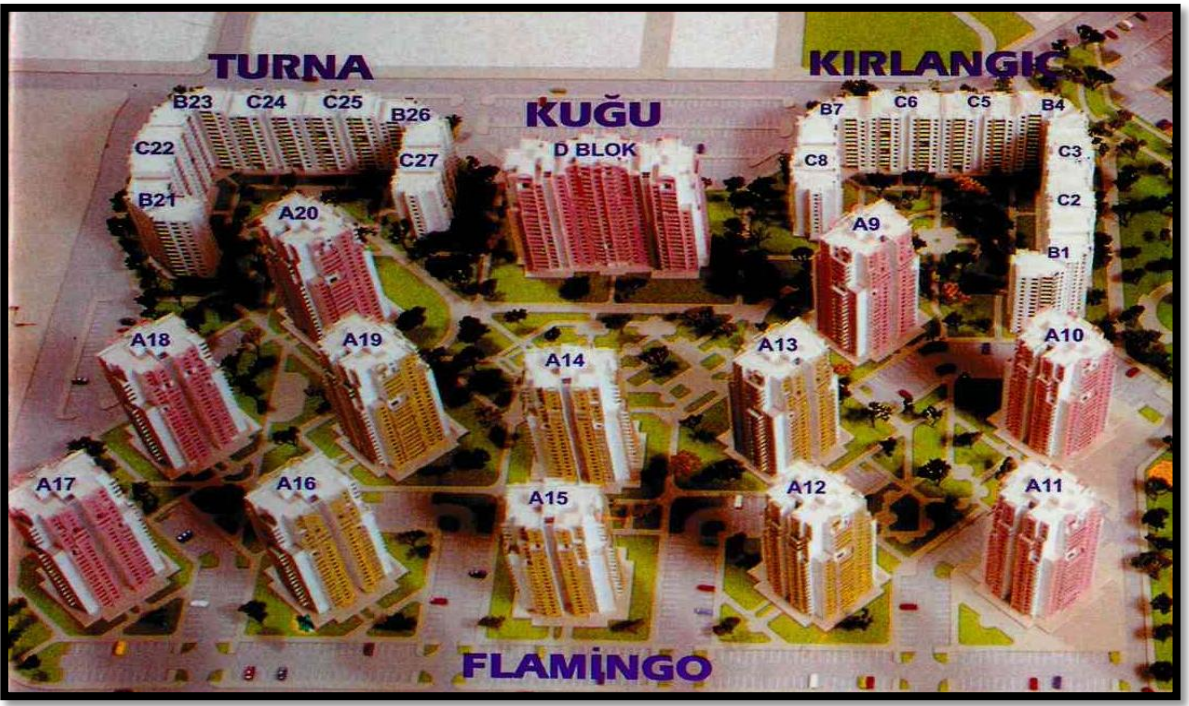 TURNA
KIRLANGIÇ
B23
C24
C25
B26
KUĞU
B7
C6
C5
B4
C22
C27
D BLOK
C8
C3
B21
A20
A9
C2
B1
A18
A19
A14
A13
A10
A17
A16
A15
A12
A11
FLAMİNGO